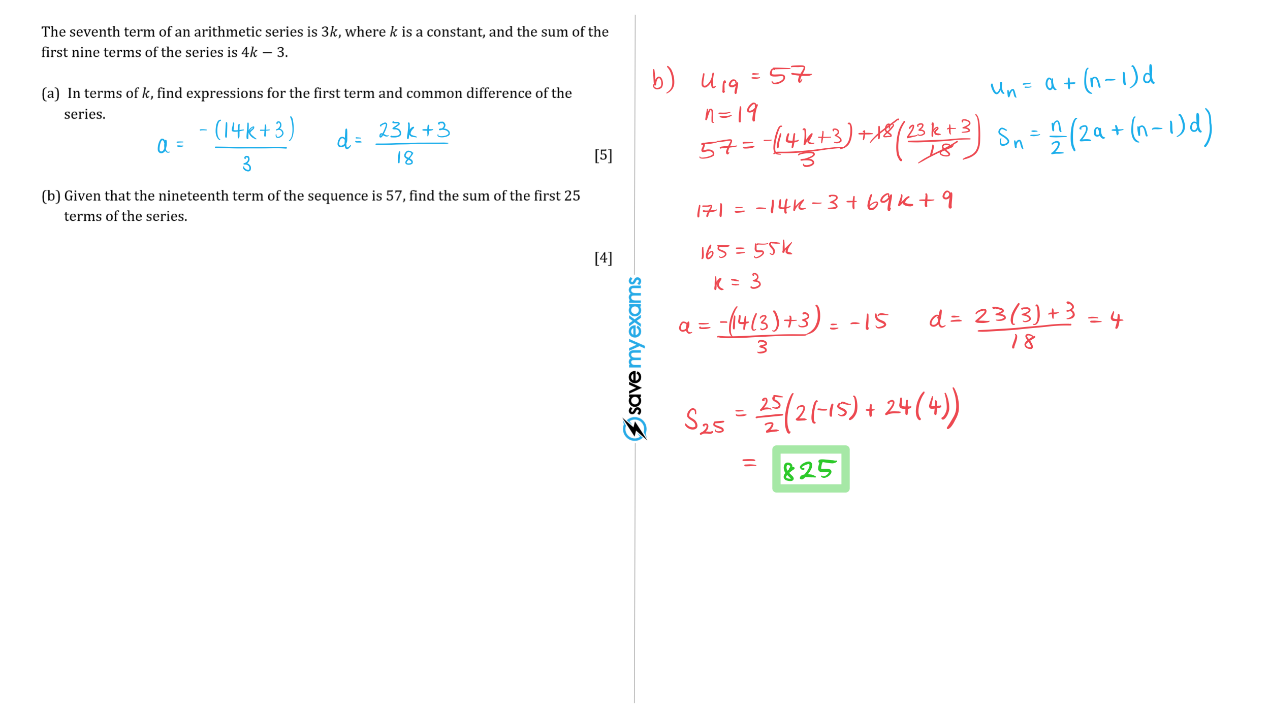 The seventh term of an arithmetic series is 3k, where k is a constant, and the sum of the
first nine terms of the series is 4k − 3.
(a) In terms of k, find expressions for the first term and common difference of the
series.
a = -(14k+3)/3 d = 23k+3/18
[5]
(b) Given that the nineteenth term of the sequence is 57, find the sum of the first 25
terms of the series.
[4]
savemyexams
b) u19 = 57
n=19
57 = -(14k+3)/3 + 18(23k+3/18)
171 = -14k - 3 + 69k + 9
165 = 55k
k = 3
a = -(14(3)+3)/3 = -15 d = 23(3)+3/18 = 4
S25 = 25/2(2(-15) + 24(4))
= 825
un = a + (n-1)d
Sn = n/2(2a + (n-1)d)